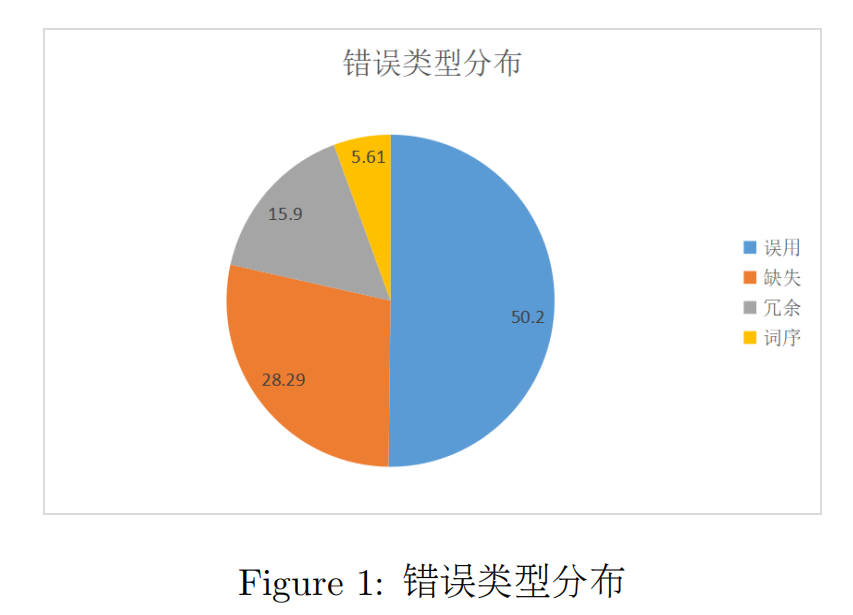 错误类型分布
5.61
15.9
50.2
28.29
误用
缺失
冗余
词序
Figure 1: 错误类型分布